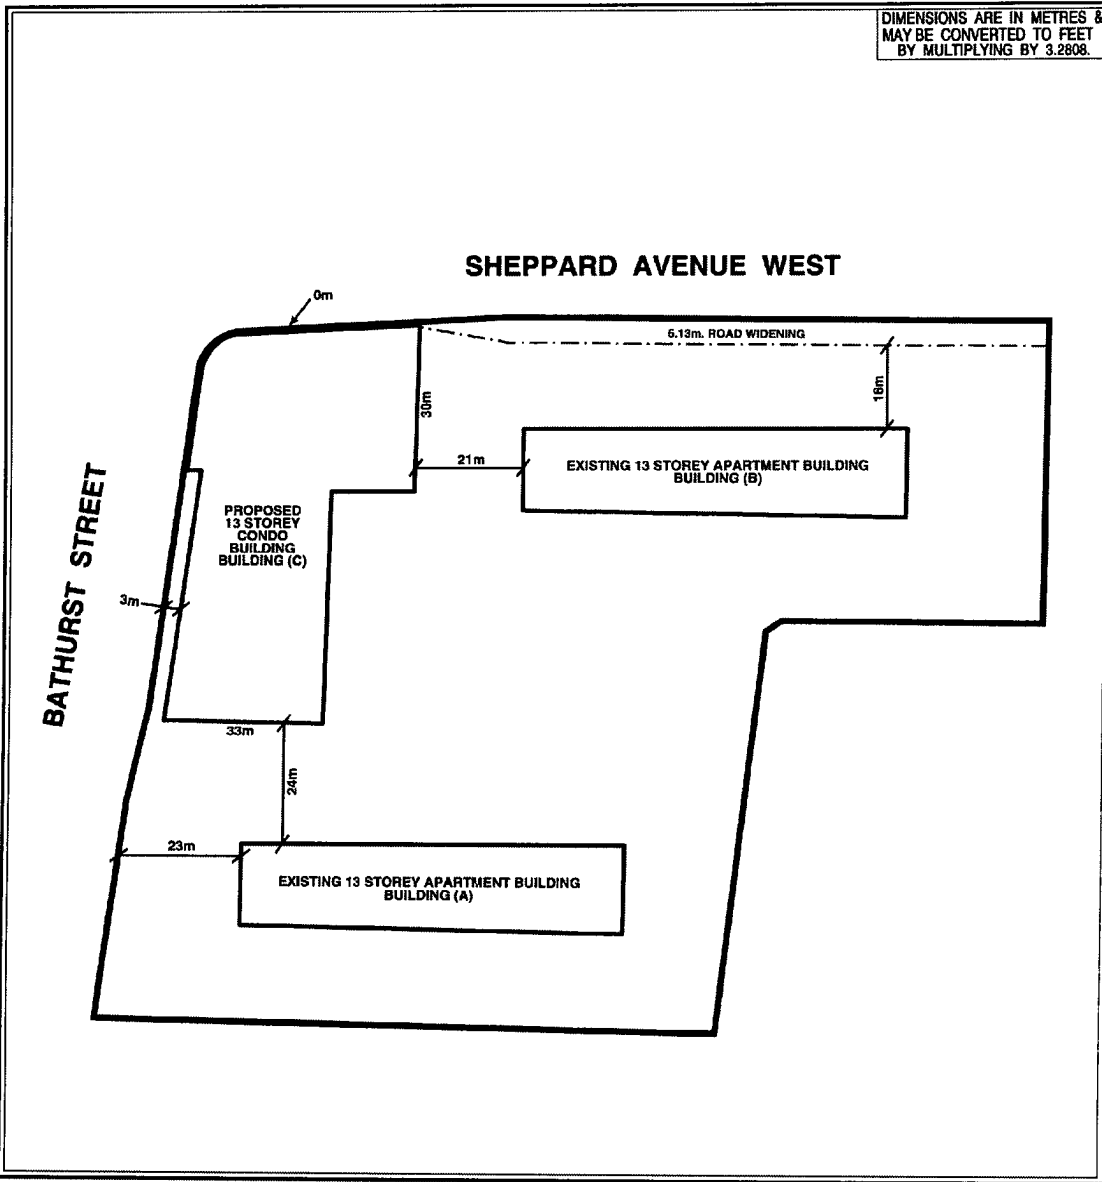 DIMENSIONS ARE IN METRES &
MAY BE CONVERTED TO FEET
BY MULTIPLYING BY 3.2808.
SHEPPARD AVENUE WEST
0m
5.13m. ROAD WIDENING
30m
16m
21m
EXISTING 13 STOREY APARTMENT BUILDING
BUILDING (B)
BATHURST STREET
PROPOSED
13 STOREY
CONDO
BUILDING
BUILDING (C)
3m
33m
24m
23m
EXISTING 13 STOREY APARTMENT BUILDING
BUILDING (A)